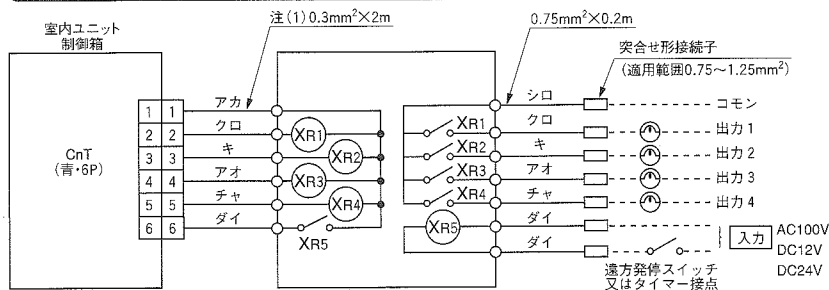 注(1)0.3mm²×2m
0.75mm²×0.2m
室内ユニット
制御箱
突合せ形接続子
(適用範囲0.75〜1.25mm²)
CnT
(青・6P)
1 1 アカ
2 2 クロ XR1
3 3 キ XR2
4 4 アオ XR3
5 5 チャ XR4
6 6 ダイ XR5
シロ コモン
XR1 クロ 出力1
XR2 キ 出力2
XR3 アオ 出力3
XR4 チャ 出力4
XR5 ダイ
ダイ
入力
AC100V
DC12V
DC24V
遠方発停スイッチ
又はタイマー接点